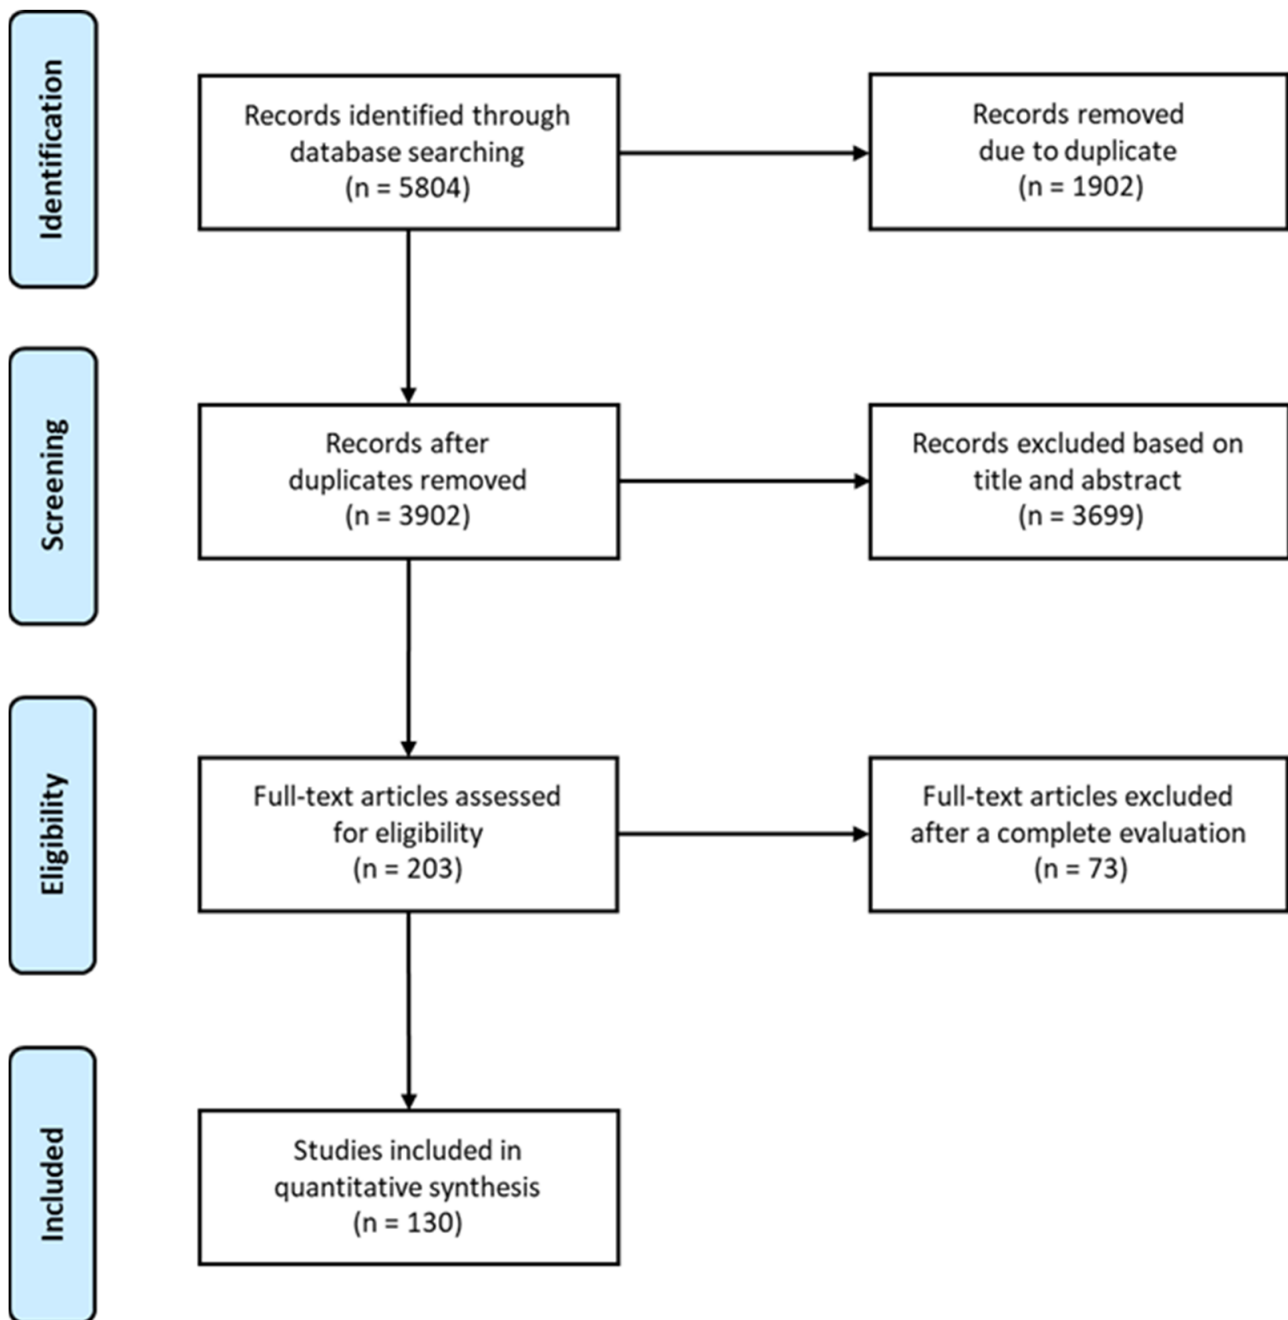 Identification
Records identified through
database searching
(n = 5804)
Records removed
due to duplicate
(n = 1902)
Screening
Records after
duplicates removed
(n = 3902)
Records excluded based on
title and abstract
(n = 3699)
Eligibility
Full-text articles assessed
for eligibility
(n = 203)
Full-text articles excluded
after a complete evaluation
(n = 73)
Included
Studies included in
quantitative synthesis
(n = 130)